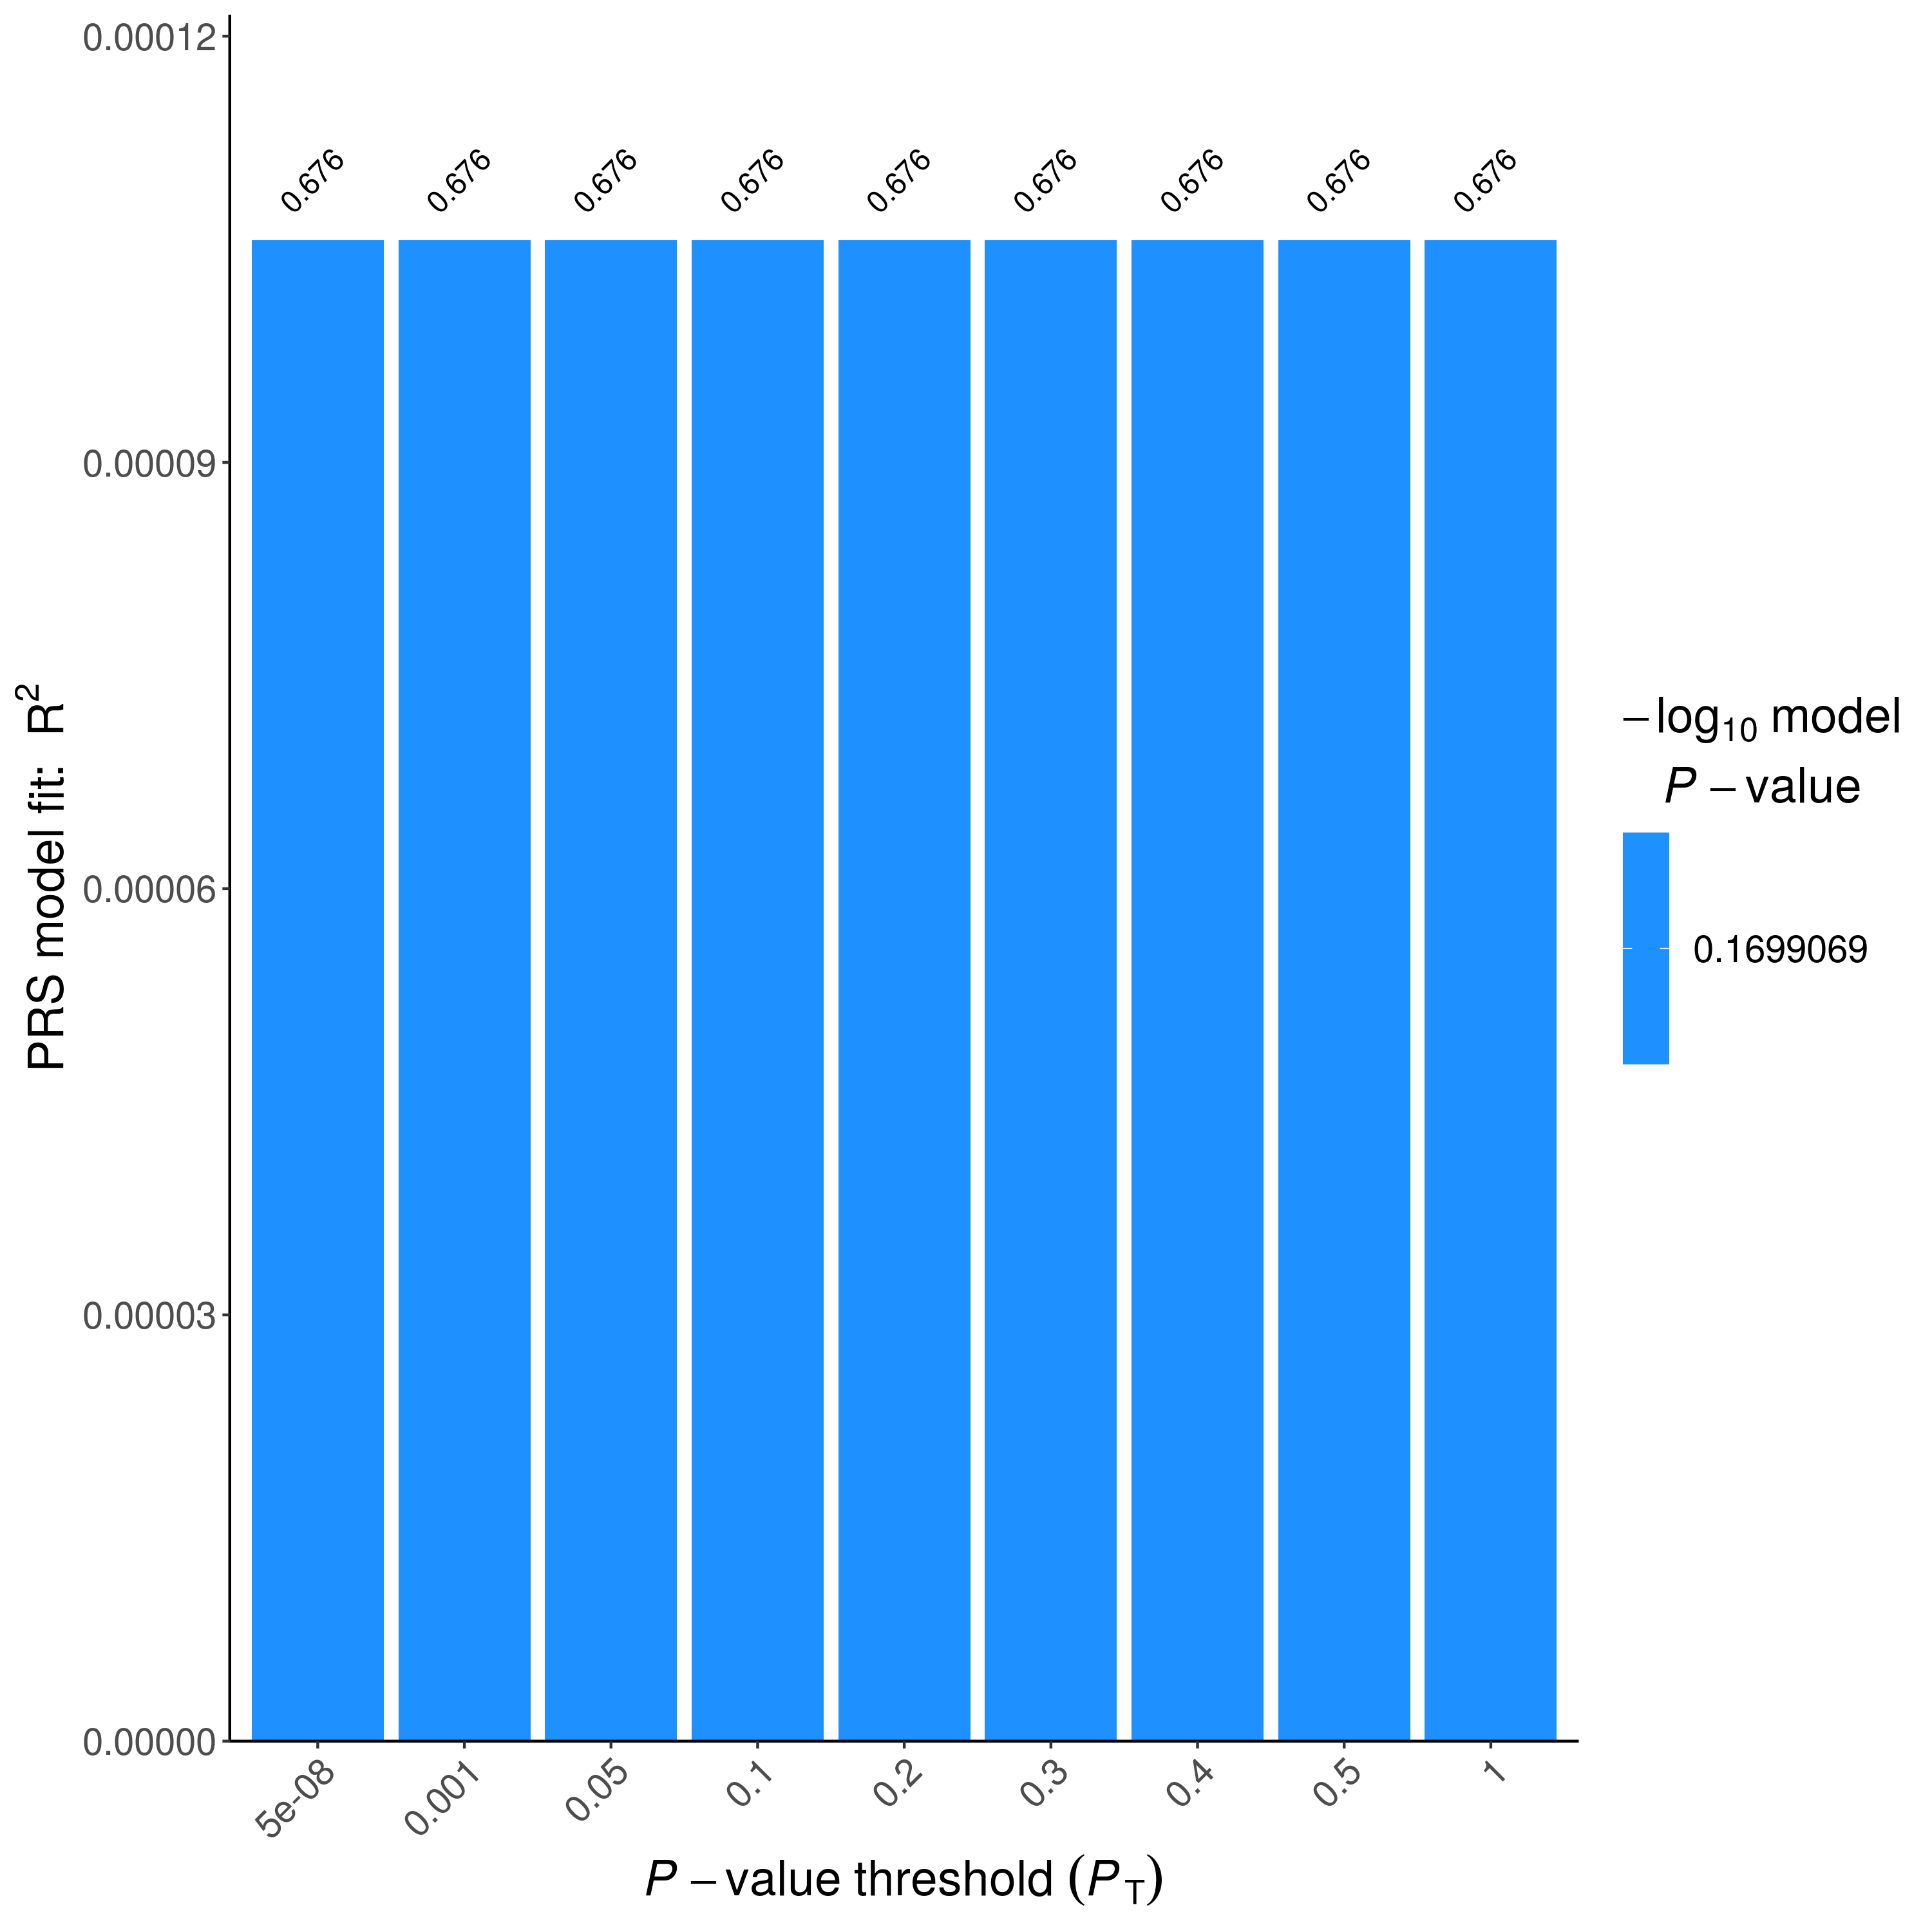 0.00012
0.00009
0.00006
0.00003
0.00000
PRS model fit: R²
0.676 0.676 0.676 0.676 0.676 0.676 0.676 0.676 0.676
5e-08 0.001 0.05 0.1 0.2 0.3 0.4 0.5 1
P − value threshold (P_T)
−log₁₀ model
P − value
0.1699069